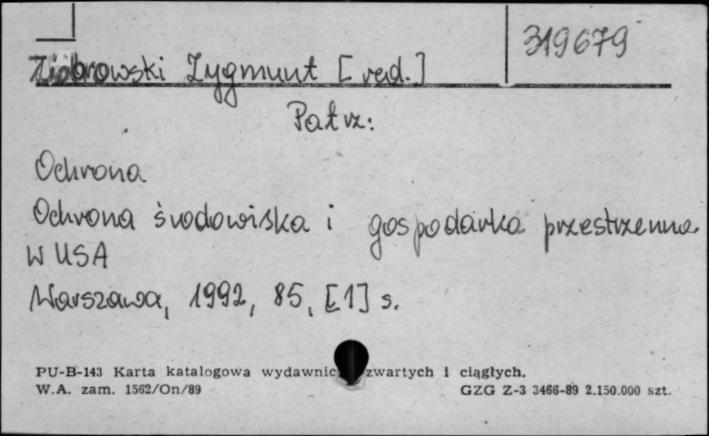 319679
Ziobrowski Zygmunt [red.]
Patrz:
Ochrona
Ochrona środowiska i gospodarka przestrzenna
w USA
Warszawa, 1992, 85, [1] s.
PU-B-143 Karta katalogowa wydawnic zwartych i ciągłych.
W.A. zam. 1562/On/89 GZG Z-3 3466-89 2.150.000 szt.